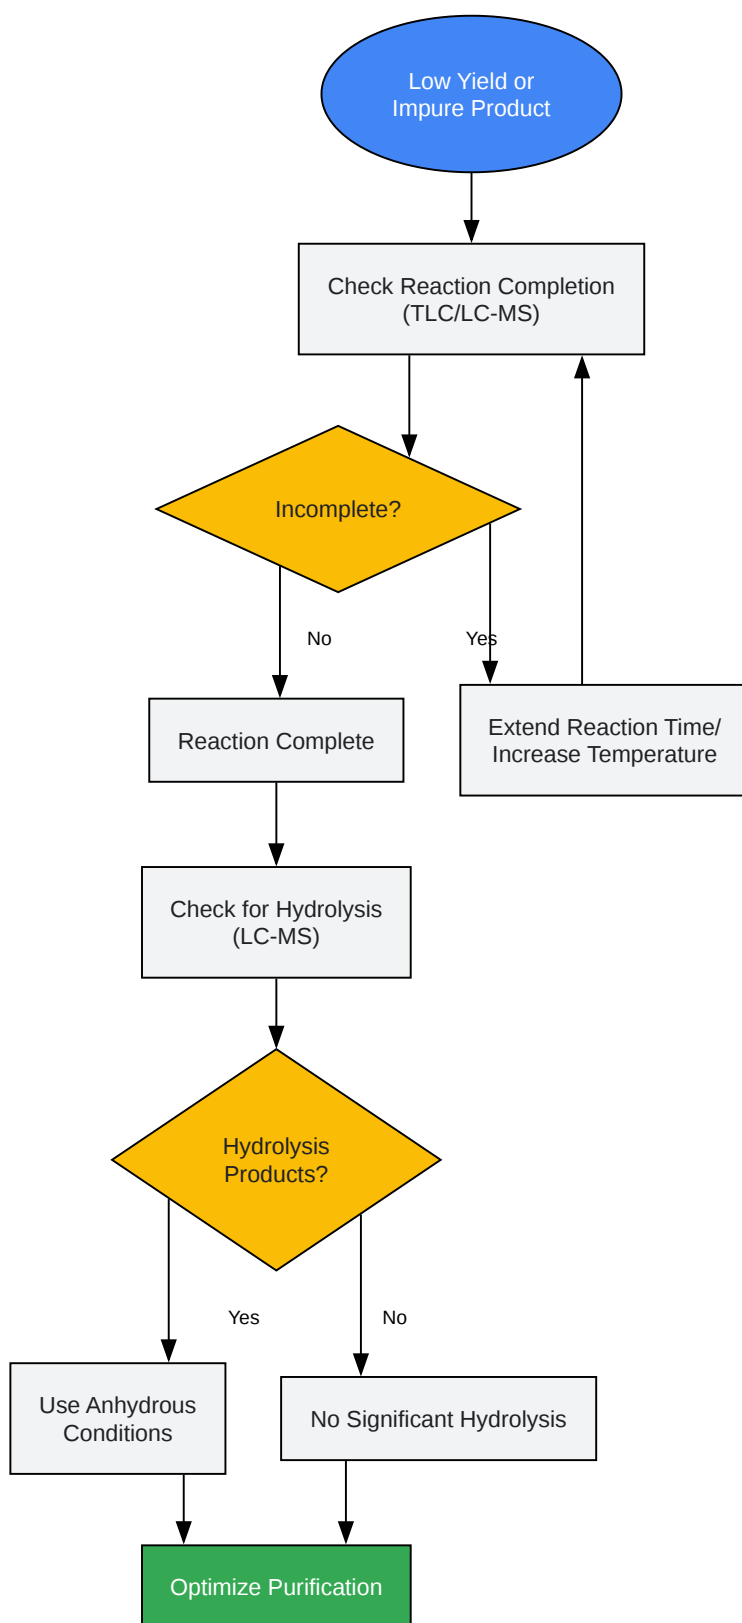 Low Yield or
Impure Product
Check Reaction Completion
(TLC/LC-MS)
Incomplete?
No
Yes
Reaction Complete
Extend Reaction Time/
Increase Temperature
Check for Hydrolysis
(LC-MS)
Hydrolysis
Products?
Yes
No
Use Anhydrous
Conditions
No Significant Hydrolysis
Optimize Purification